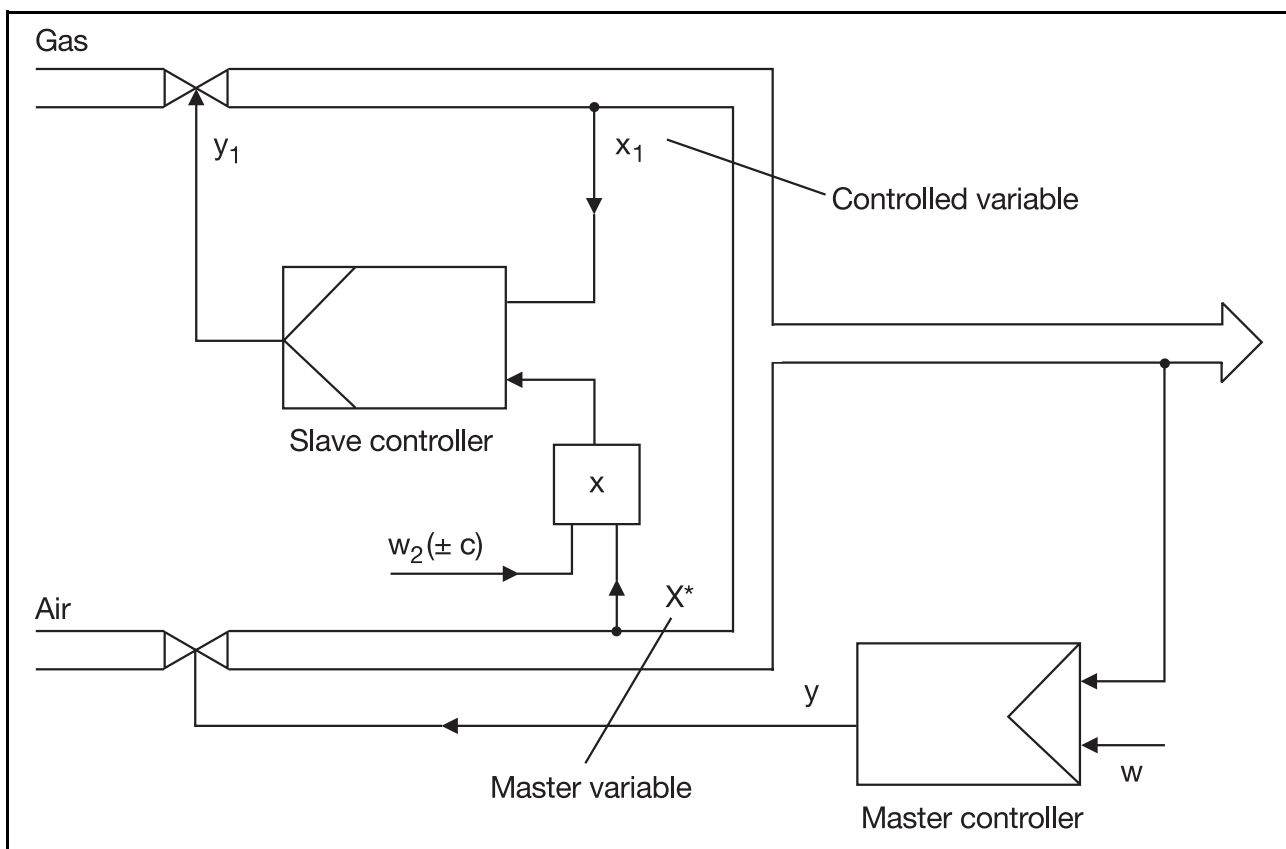 Gas
y₁
x₁
Controlled variable
Slave controller
x
w₂(± c)
Air
X*
y
Master variable
w
Master controller